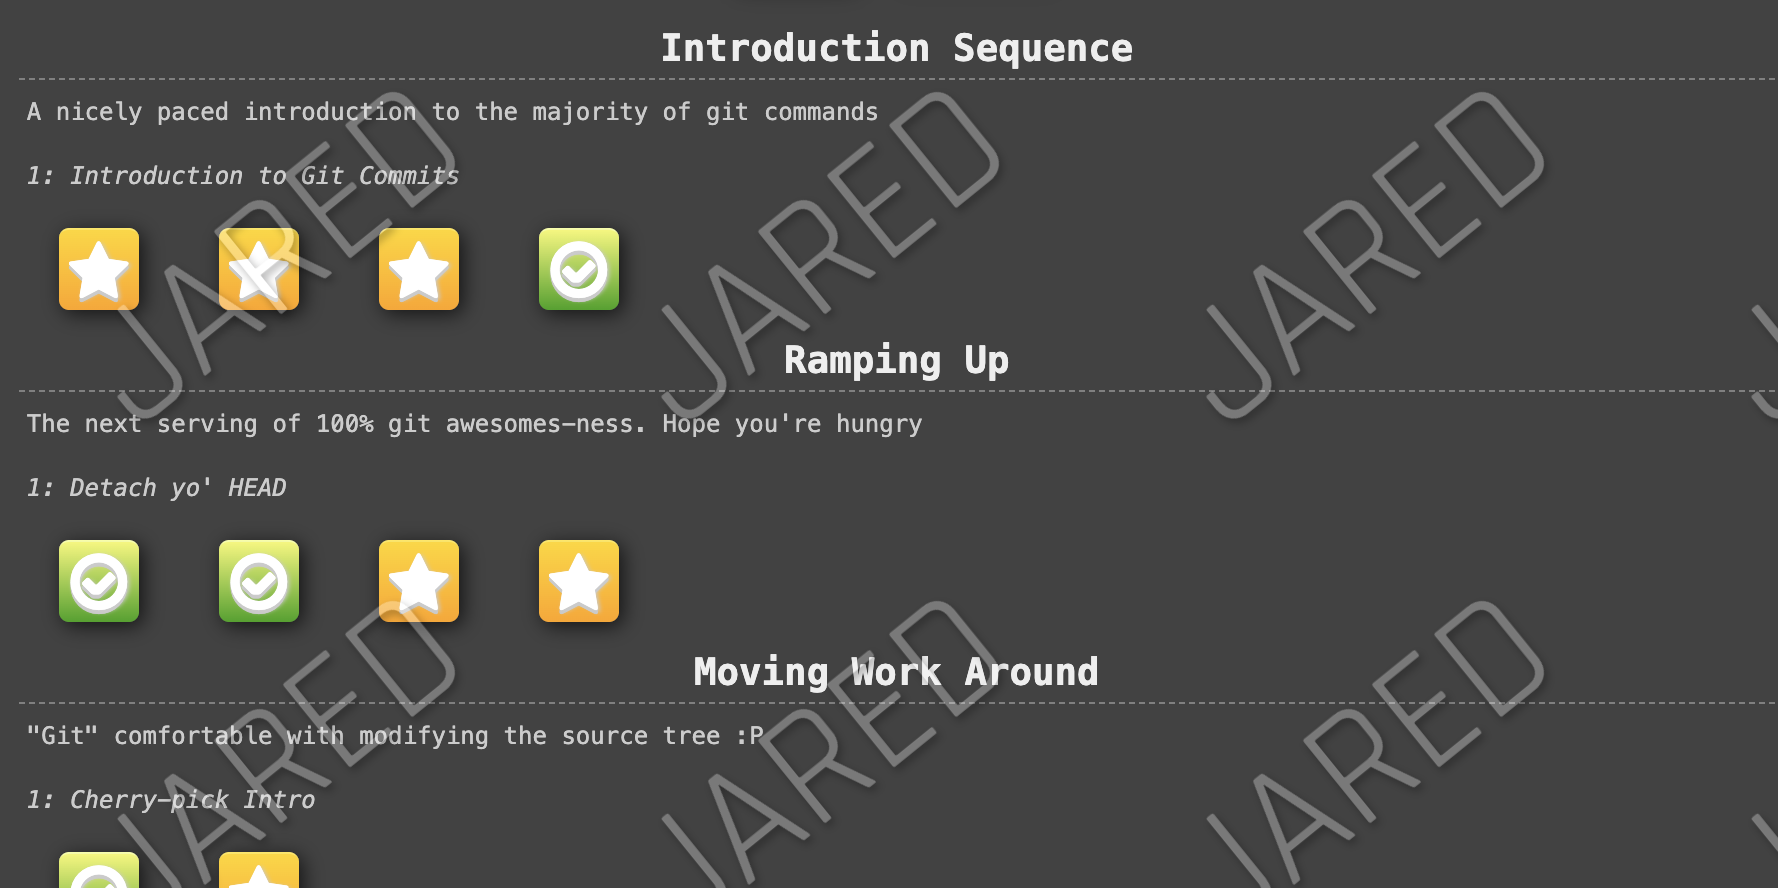 Introduction Sequence
A nicely paced introduction to the majority of git commands
1: Introduction to Git Commits
Ramping Up
The next serving of 100% git awesomes-ness. Hope you're hungry
1: Detach yo' HEAD
Moving Work Around
"Git" comfortable with modifying the source tree :P
1: Cherry-pick Intro
JARED
JARED
JARED
JARED
JARED
JARED